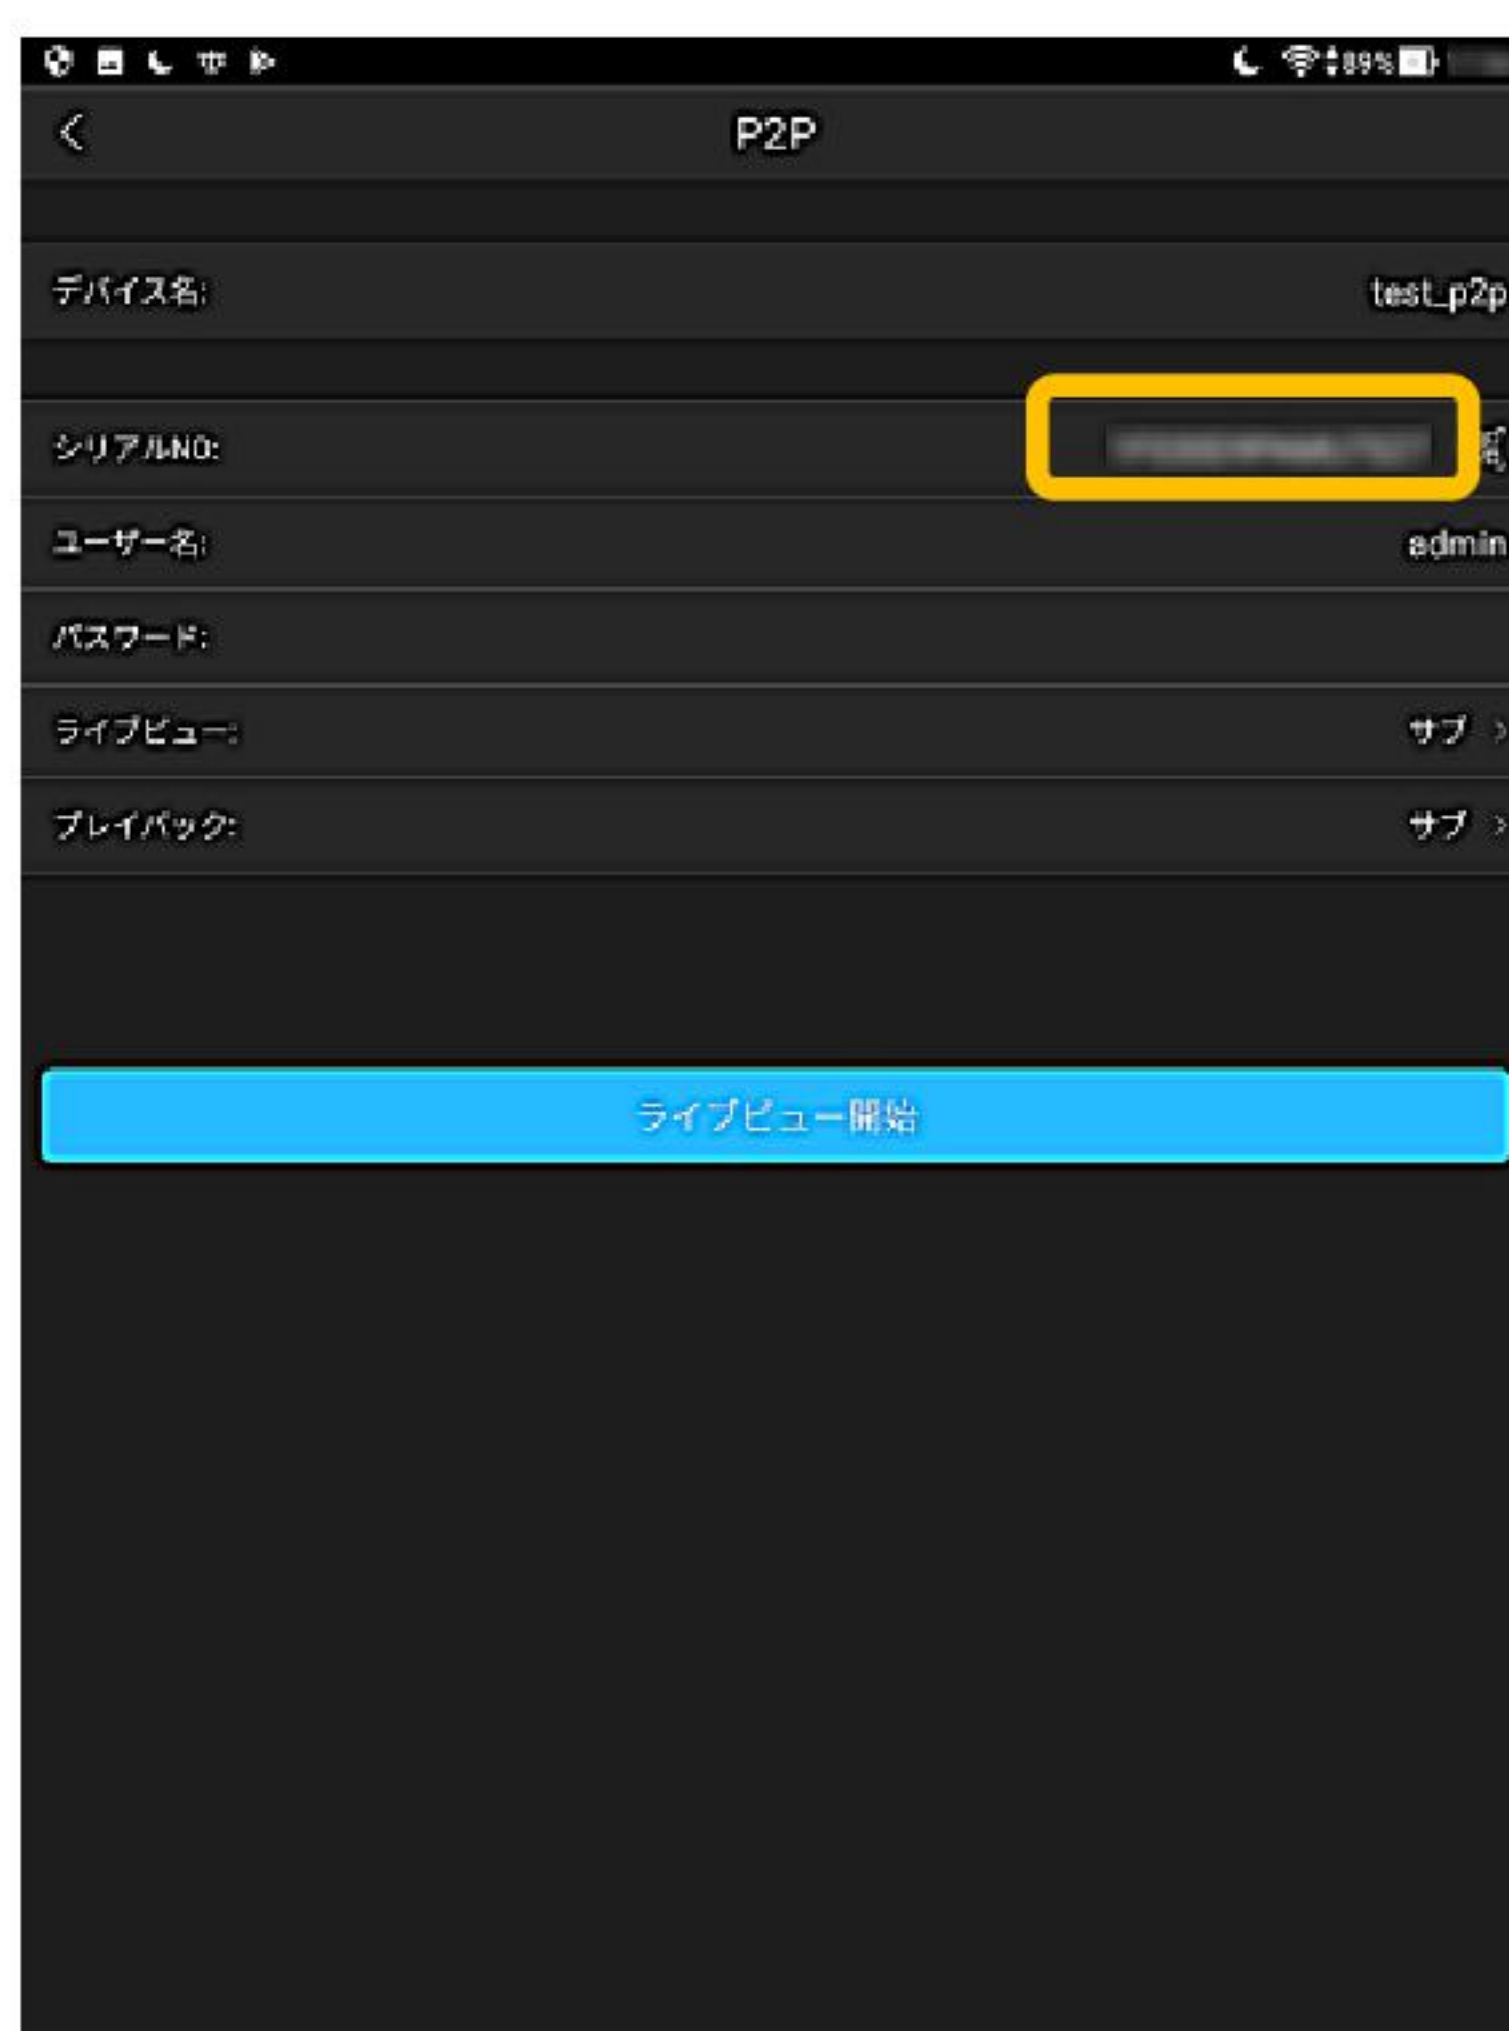 89%
P2P
デバイス名: test_p2p
シリアルNO:
ユーザー名: admin
パスワード:
ライブビュー: サブ >
プレイバック: サブ >
ライブビュー開始